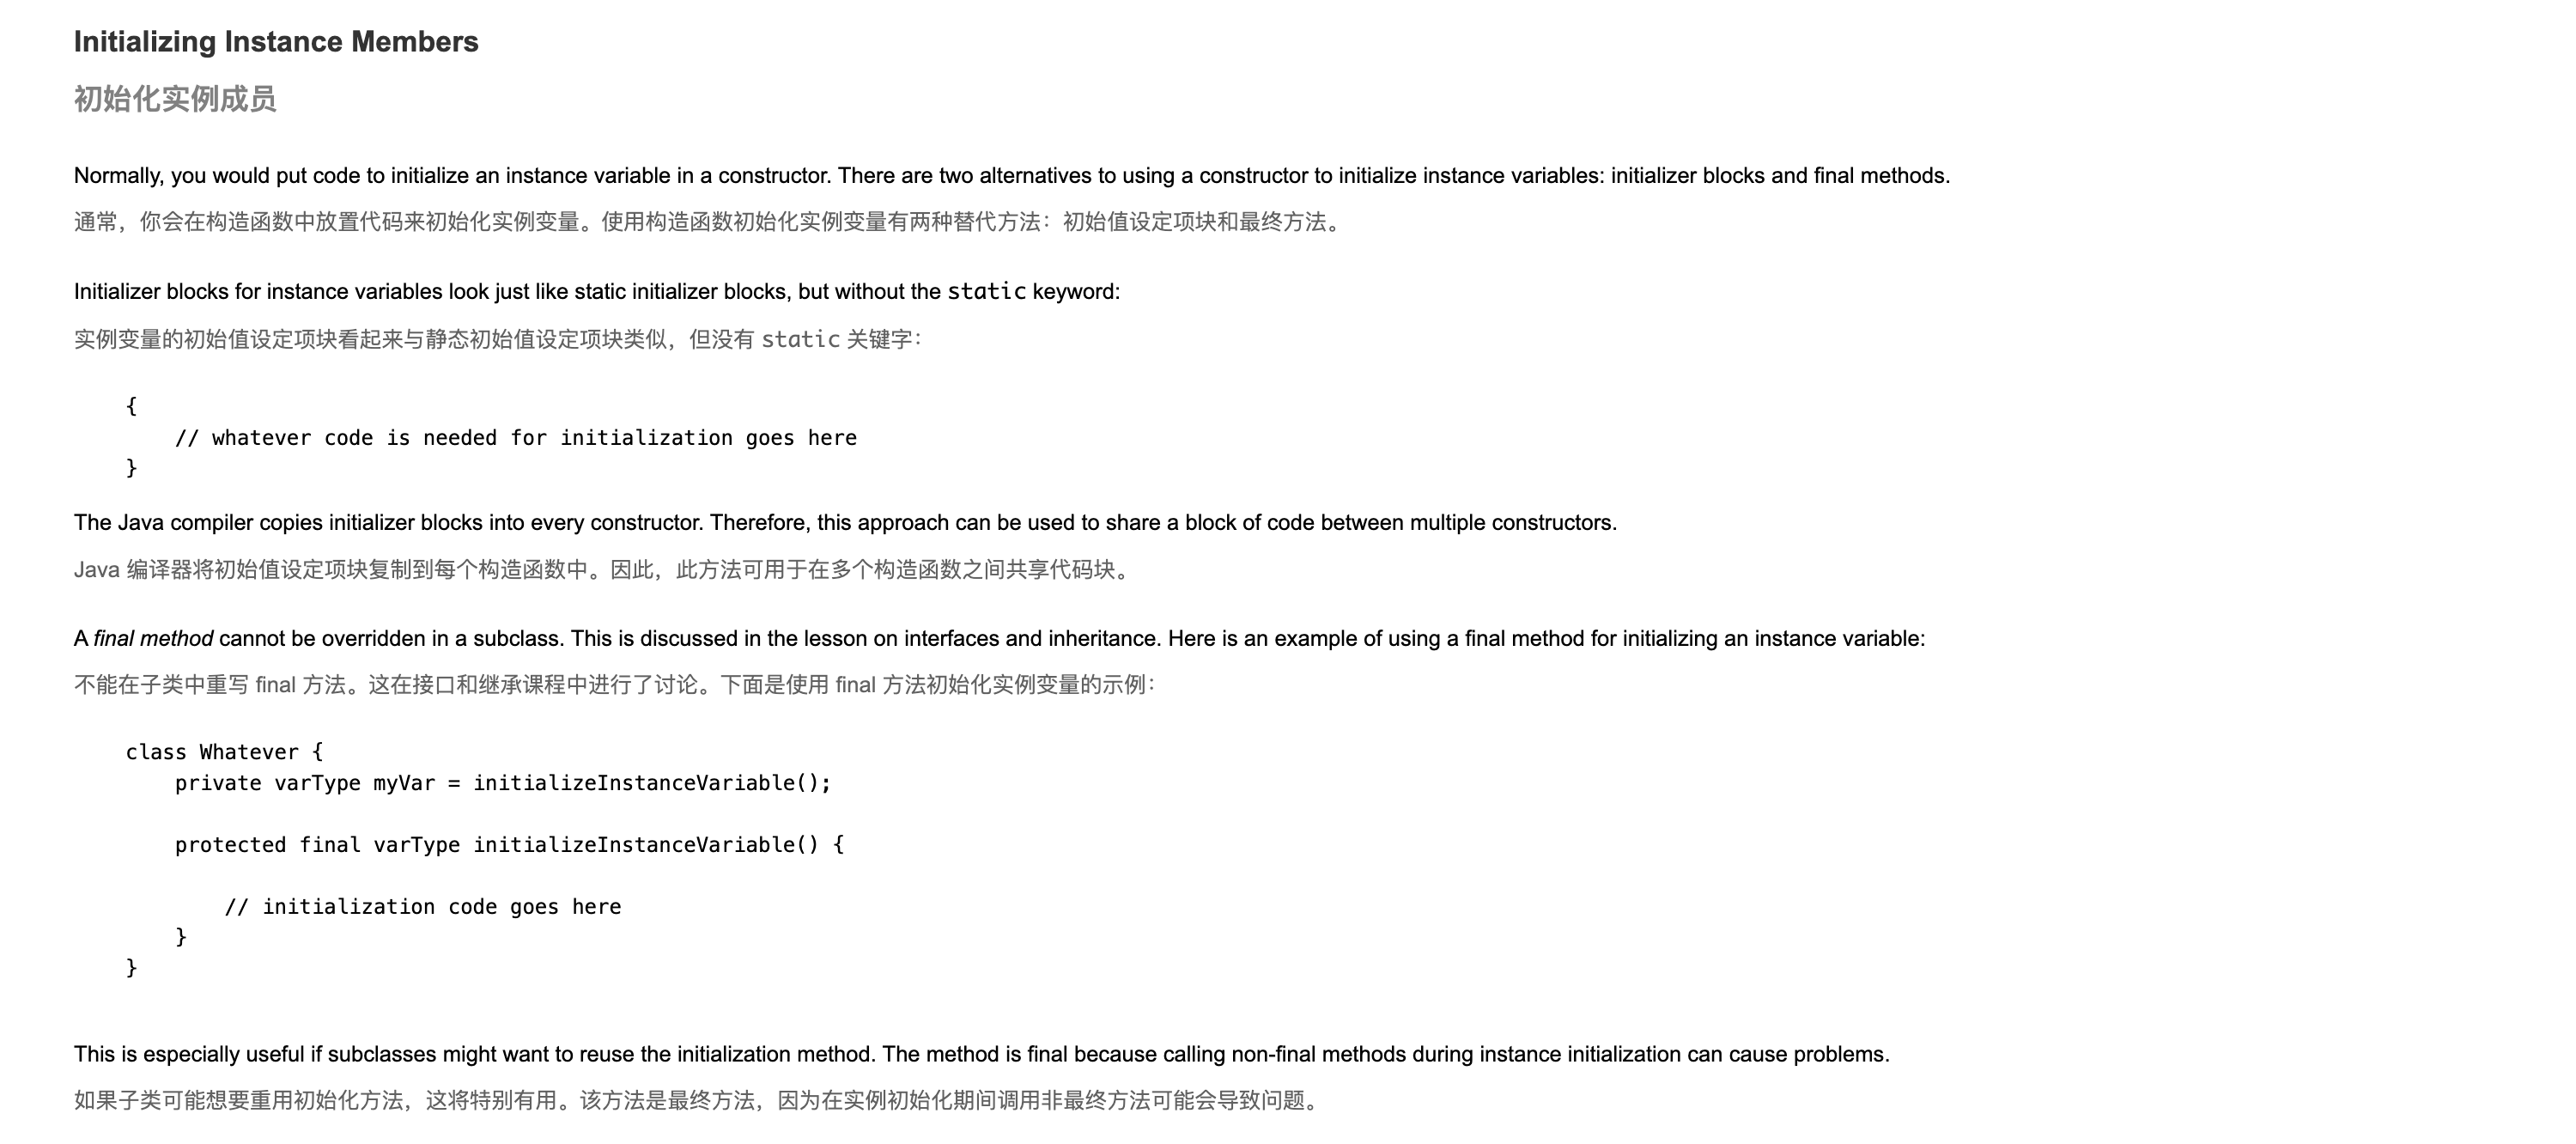 Initializing Instance Members
初始化实例成员
Normally, you would put code to initialize an instance variable in a constructor. There are two alternatives to using a constructor to initialize instance variables: initializer blocks and final methods.
通常，你会在构造函数中放置代码来初始化实例变量。使用构造函数初始化实例变量有两种替代方法：初始值设定项块和最终方法。
Initializer blocks for instance variables look just like static initializer blocks, but without the static keyword:
实例变量的初始值设定项块看起来与静态初始值设定项块类似，但没有 static 关键字：
{
    // whatever code is needed for initialization goes here
}
The Java compiler copies initializer blocks into every constructor. Therefore, this approach can be used to share a block of code between multiple constructors.
Java 编译器将初始值设定项块复制到每个构造函数中。因此，此方法可用于在多个构造函数之间共享代码块。
A final method cannot be overridden in a subclass. This is discussed in the lesson on interfaces and inheritance. Here is an example of using a final method for initializing an instance variable:
不能在子类中重写 final 方法。这在接口和继承课程中进行了讨论。下面是使用 final 方法初始化实例变量的示例：
class Whatever {
    private varType myVar = initializeInstanceVariable();
    protected final varType initializeInstanceVariable() {
        // initialization code goes here
    }
}
This is especially useful if subclasses might want to reuse the initialization method. The method is final because calling non-final methods during instance initialization can cause problems.
如果子类可能想要重用初始化方法，这将特别有用。该方法是最终方法，因为在实例初始化期间调用非最终方法可能会导致问题。